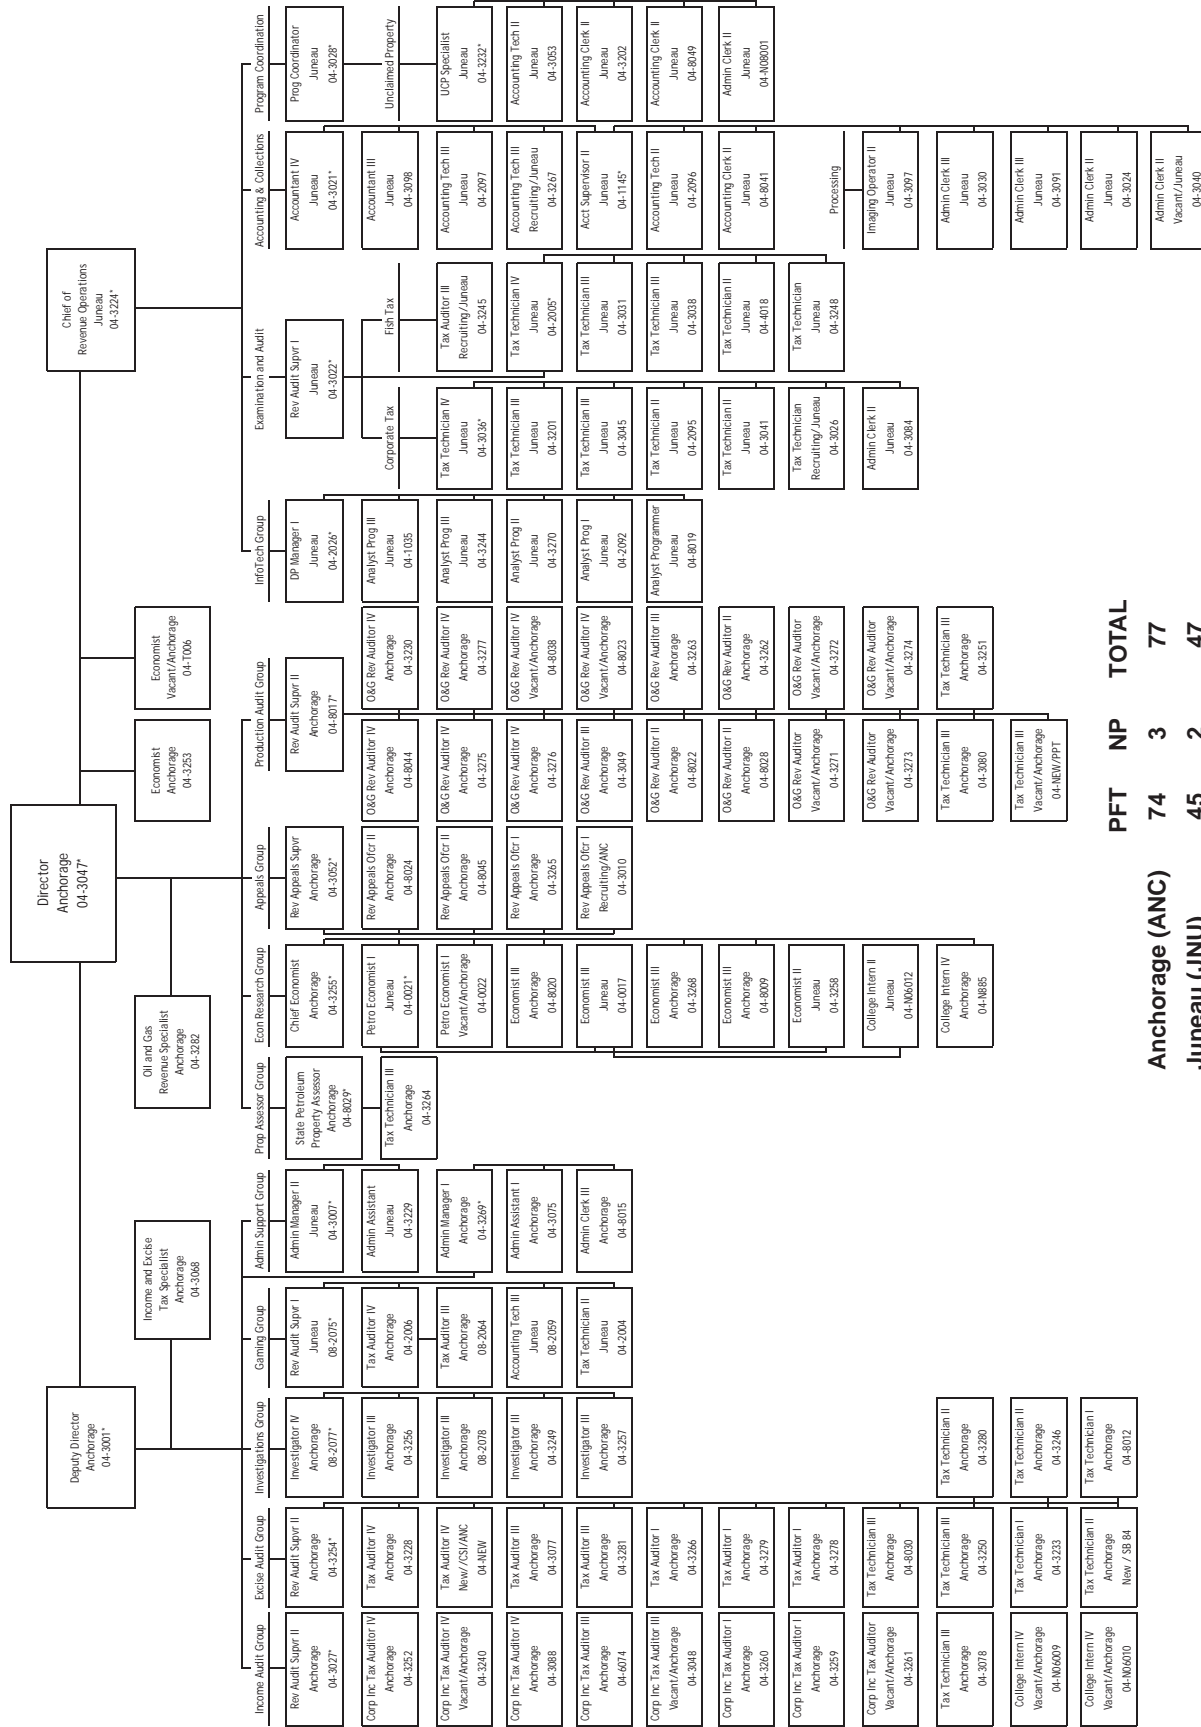 Director
Anchorage
04-3047*
Deputy Director
Anchorage
04-3001*
Income and Excise
Tax Specialist
Anchorage
04-3068
Oil and Gas
Revenue Specialist
Anchorage
04-3282
Economist
Anchorage
04-3253
Economist
Vacant/Anchorage
04-T006
Chief of
Revenue Operations
Juneau
04-3224*
Income Audit Group
Rev Audit Supvr II
Anchorage
04-3027*
Corp Inc Tax Auditor IV
Anchorage
04-3252
Corp Inc Tax Auditor IV
Vacant/Anchorage
04-3240
Corp Inc Tax Auditor IV
Anchorage
04-3088
Corp Inc Tax Auditor III
Anchorage
04-6074
Corp Inc Tax Auditor III
Vacant/Anchorage
04-3048
Corp Inc Tax Auditor I
Anchorage
04-3260
Corp Inc Tax Auditor I
Anchorage
04-3259
Corp Inc Tax Auditor
Vacant/Anchorage
04-3261
Tax Technician III
Anchorage
04-3078
College Intern IV
Vacant/Anchorage
04-N06009
College Intern IV
Vacant/Anchorage
04-N06010
Excise Audit Group
Rev Audit Supvr II
Anchorage
04-3254*
Tax Auditor IV
Anchorage
04-3228
Tax Auditor IV
New/CSI/ANC
04-NEW
Tax Auditor III
Anchorage
04-3077
Tax Auditor III
Anchorage
04-3281
Tax Auditor I
Anchorage
04-3266
Tax Auditor I
Anchorage
04-3279
Tax Auditor I
Anchorage
04-3278
Tax Technician III
Anchorage
04-8030
Tax Technician III
Anchorage
04-3250
Tax Technician I
Anchorage
04-3233
Tax Technician II
Anchorage
New / SB 84
Tax Technician II
Anchorage
04-3280
Tax Technician II
Anchorage
04-3246
Tax Technician I
Anchorage
04-8012
Investigations Group
Investigator IV
Anchorage
08-2077*
Investigator III
Anchorage
04-3256
Investigator III
Anchorage
08-2078
Investigator III
Anchorage
04-3249
Investigator III
Anchorage
04-3257
Gaming Group
Rev Audit Supvr I
Juneau
08-2075*
Tax Auditor IV
Anchorage
04-2006
Tax Auditor III
Anchorage
08-2064
Accounting Tech III
Juneau
08-2059
Tax Technician II
Juneau
04-2004
Admin Support Group
Admin Manager II
Juneau
04-3007*
Admin Assistant
Juneau
04-3229
Admin Manager I
Anchorage
04-3269*
Admin Assistant I
Anchorage
04-3075
Admin Clerk III
Anchorage
04-8015
Prop Assessor Group
State Petroleum
Property Assessor
Anchorage
04-8029*
Tax Technician III
Anchorage
04-3264
Econ Research Group
Chief Economist
Anchorage
04-3255*
Petro Economist I
Juneau
04-0021*
Petro Economist I
Vacant/Anchorage
04-0022
Economist III
Anchorage
04-8020
Economist III
Juneau
04-0017
Economist III
Anchorage
04-3268
Economist III
Anchorage
04-8009
Economist II
Juneau
04-3258
College Intern II
Juneau
04-N06012
College Intern IV
Anchorage
04-N885
Appeals Group
Rev Appeals Supvr
Anchorage
04-3052*
Rev Appeals Ofcr II
Anchorage
04-8024
Rev Appeals Ofcr II
Anchorage
04-8045
Rev Appeals Ofcr I
Anchorage
04-3265
Rev Appeals Ofcr I
Recruiting/ANC
04-3010
Production Audit Group
Rev Audit Supvr II
Anchorage
04-8017*
O&G Rev Auditor IV
Anchorage
04-8044
O&G Rev Auditor IV
Anchorage
04-3275
O&G Rev Auditor IV
Anchorage
04-3276
O&G Rev Auditor III
Anchorage
04-3049
O&G Rev Auditor II
Anchorage
04-8022
O&G Rev Auditor II
Anchorage
04-8028
O&G Rev Auditor
Vacant/Anchorage
04-3271
O&G Rev Auditor
Vacant/Anchorage
04-3273
Tax Technician III
Anchorage
04-3080
Tax Technician III
Vacant/Anchorage
04-NEW/PPT
O&G Rev Auditor IV
Anchorage
04-3230
O&G Rev Auditor IV
Anchorage
04-3277
O&G Rev Auditor IV
Vacant/Anchorage
04-8038
O&G Rev Auditor IV
Vacant/Anchorage
04-8023
O&G Rev Auditor III
Anchorage
04-3263
O&G Rev Auditor II
Anchorage
04-3262
O&G Rev Auditor
Vacant/Anchorage
04-3272
O&G Rev Auditor
Vacant/Anchorage
04-3274
Tax Technician III
Anchorage
04-3251
InfoTech Group
DP Manager I
Juneau
04-2026*
Analyst Prog III
Juneau
04-1035
Analyst Prog III
Juneau
04-3244
Analyst Prog II
Juneau
04-3270
Analyst Prog I
Juneau
04-2092
Analyst Programmer
Juneau
04-8019
Examination and Audit
Rev Audit Supvr I
Juneau
04-3022*
Corporate Tax
Tax Technician IV
Juneau
04-3036*
Tax Technician III
Juneau
04-3201
Tax Technician III
Juneau
04-3045
Tax Technician II
Juneau
04-2095
Tax Technician II
Juneau
04-3041
Tax Technician
Recruiting/Juneau
04-3026
Admin Clerk II
Juneau
04-3084
Fish Tax
Tax Auditor III
Recruiting/Juneau
04-3245
Tax Technician IV
Juneau
04-2005*
Tax Technician III
Juneau
04-3031
Tax Technician III
Juneau
04-3038
Tax Technician II
Juneau
04-4018
Tax Technician
Juneau
04-3248
Accounting & Collections
Accountant IV
Juneau
04-3021*
Accountant III
Juneau
04-3098
Accounting Tech III
Juneau
04-2097
Accounting Tech III
Recruiting/Juneau
04-3267
Acct Supervisor II
Juneau
04-1145*
Accounting Tech II
Juneau
04-2096
Accounting Clerk II
Juneau
04-8041
Processing
Imaging Operator II
Juneau
04-3097
Admin Clerk III
Juneau
04-3030
Admin Clerk III
Juneau
04-3091
Admin Clerk II
Juneau
04-3024
Admin Clerk II
Vacant/Juneau
04-3040
Program Coordination
Prog Coordinator
Juneau
04-3028*
Unclaimed Property
UCP Specialist
Juneau
04-3232*
Accounting Tech II
Juneau
04-3053
Accounting Clerk II
Juneau
04-3202
Accounting Clerk II
Juneau
04-8049
Admin Clerk II
Juneau
04-N08001
PFT NP TOTAL
Anchorage (ANC) 74 3 77
Juneau (JNU) 45 2 47